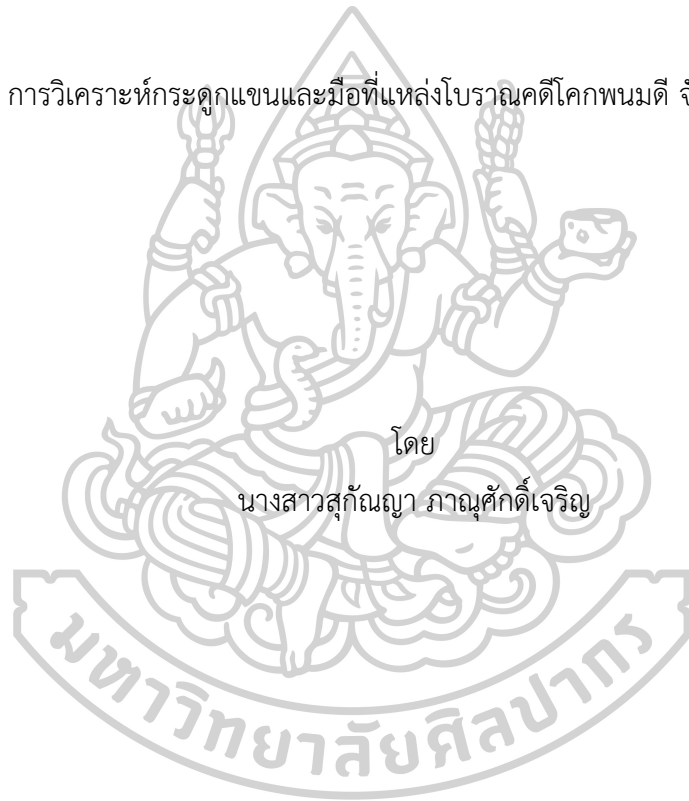 การวิเคราะห์กระดูกแขนและมือที่แหล่งโบราณคดีโคกพนมดี
โดย
นางสาวสุกัณญา ภาณุศักดิ์เจริญ
มหาวิทยาลัยศิลปากร